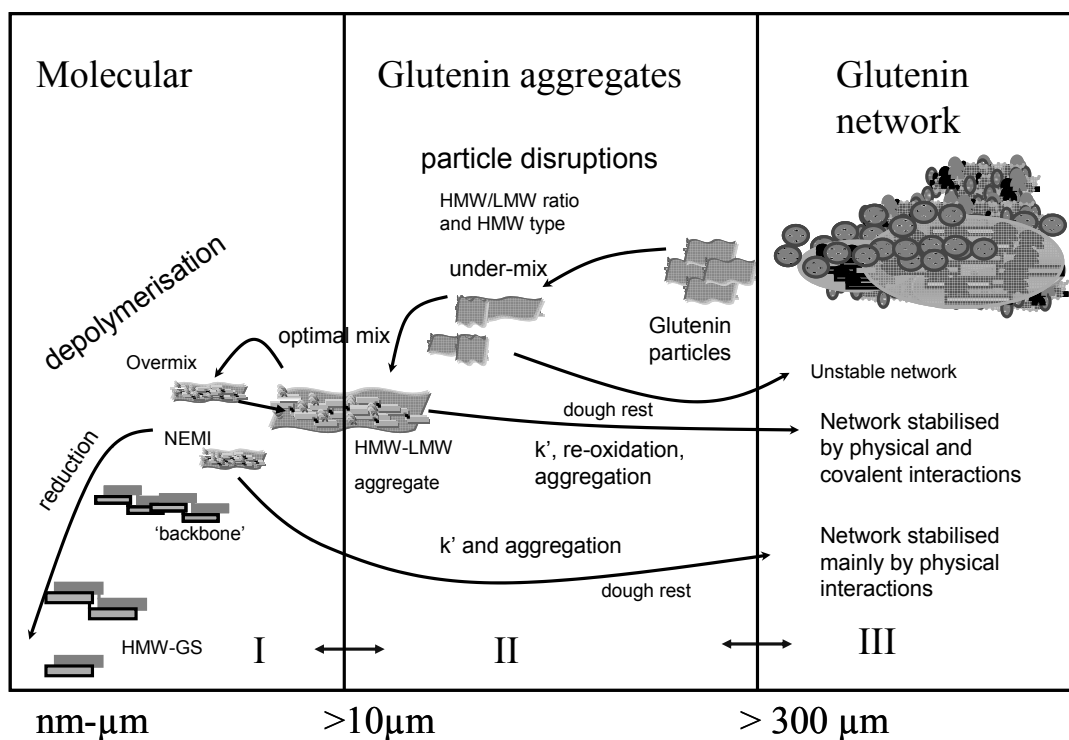 Molecular
Glutenin aggregates
Glutenin
network
particle disruptions
HMW/LMW ratio
and HMW type
under-mix
depolymerisation
optimal mix
Glutenin
particles
Overmix
Unstable network
dough rest
NEMI
HMW-LMW
aggregate
k’, re-oxidation,
aggregation
Network stabilised
by physical and
covalent interactions
reduction
‘backbone’
k’ and aggregation
dough rest
Network stabilised
mainly by physical
interactions
HMW-GS
I
II
III
nm-µm
>10µm
> 300 µm